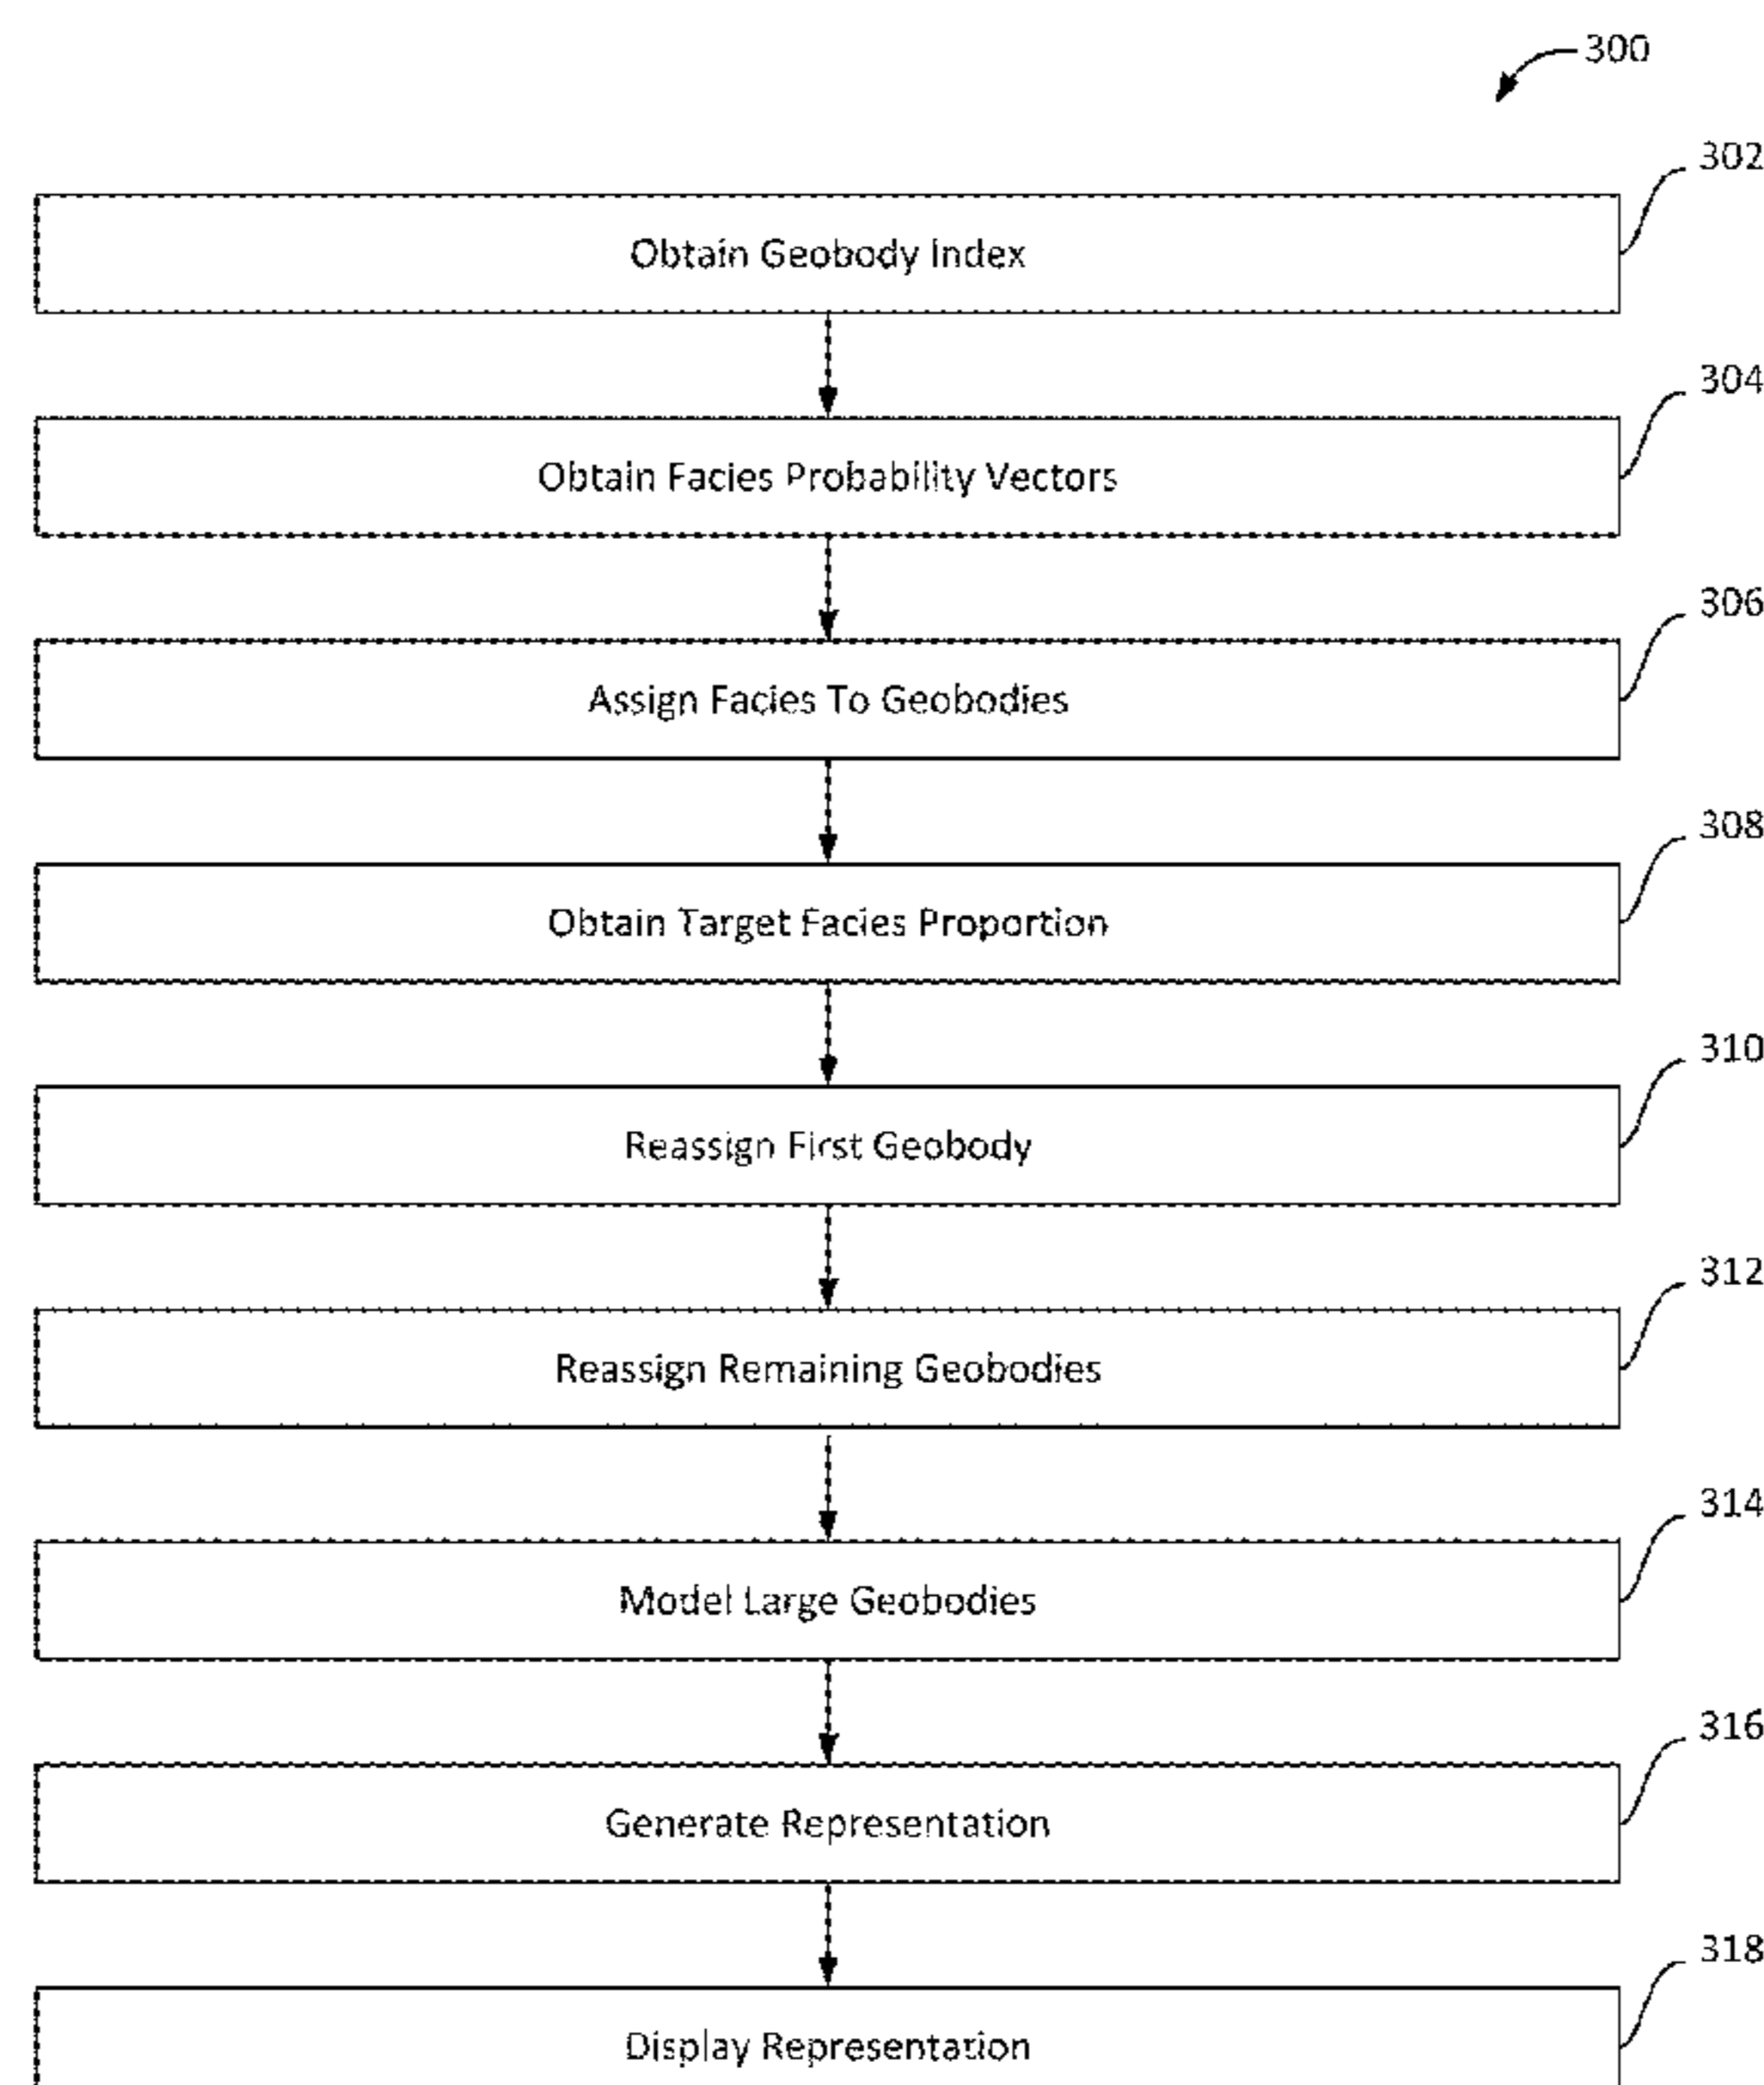 300
302
Obtain Geobody Index
304
Obtain Facies Probability Vectors
306
Assign Facies To Geobodies
308
Obtain Target Facies Proportion
310
Reassign First Geobody
312
Reassign Remaining Geobodies
314
Model Large Geobodies
316
Generate Representation
318
Display Representation